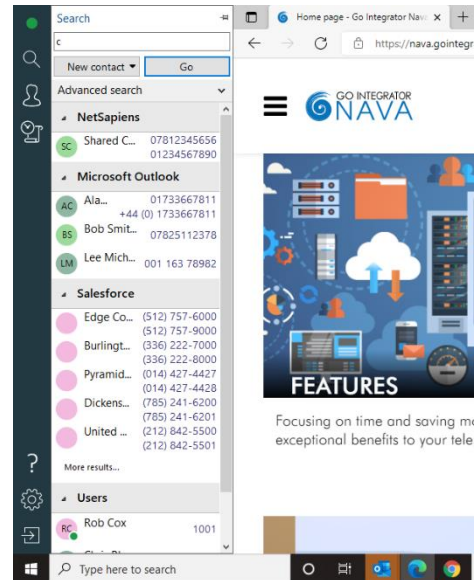 Search
c
New contact
Go
Advanced search
NetSapiens
SC
Shared C...
07812345656
01234567890
Microsoft Outlook
AC
Ala...
01733667811
+44 (0) 1733667811
BS
Bob Smit...
07825112378
LM
Lee Mich...
001 163 78982
Salesforce
Edge Co...
(512) 757-6000
(512) 757-9000
Burlingt...
(336) 222-7000
(336) 222-8000
Pyramid...
(014) 427-4427
(014) 427-4428
Dickens...
(785) 241-6200
(785) 241-6201
United ...
(212) 842-5500
(212) 842-5501
More results...
Users
RC
Rob Cox
1001
Type here to search
Home page - Go Integrator Nava
https://nava.gointegr
GO INTEGRATOR
NAVA
FEATURES
Focusing on time and saving mo
exceptional benefits to your tele
?